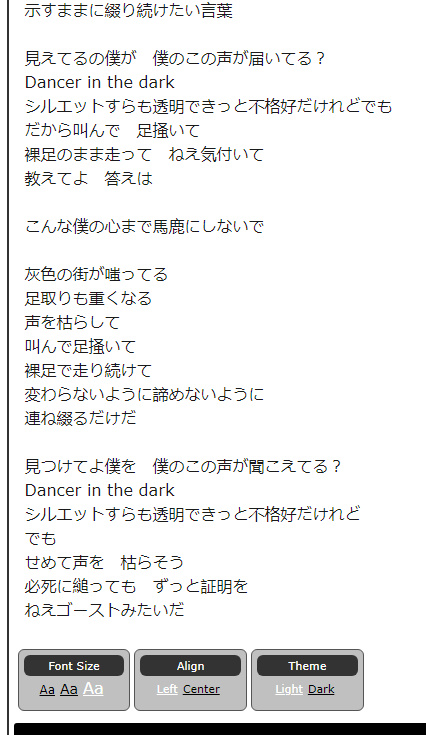 示すままに綴り続けたい言葉
見えてるの僕が　僕のこの声が届いてる？
Dancer in the dark
シルエットすらも透明できっと不格好だけれどでも
だから叫んで　足掻いて
裸足のまま走って　ねえ気付いて
教えてよ　答えは
こんな僕の心まで馬鹿にしないで
灰色の街が嗤ってる
足取りも重くなる
声を枯らして
叫んで足掻いて
裸足で走り続けて
変わらないように諦めないように
連ね綴るだけだ
見つけてよ僕を　僕のこの声が聞こえてる？
Dancer in the dark
シルエットすらも透明できっと不格好だけれど
でも
せめて声を　枯らそう
必死に縋っても　ずっと証明を
ねえゴーストみたいだ
Font Size Align Theme
Aa Aa Aa Left Center Light Dark